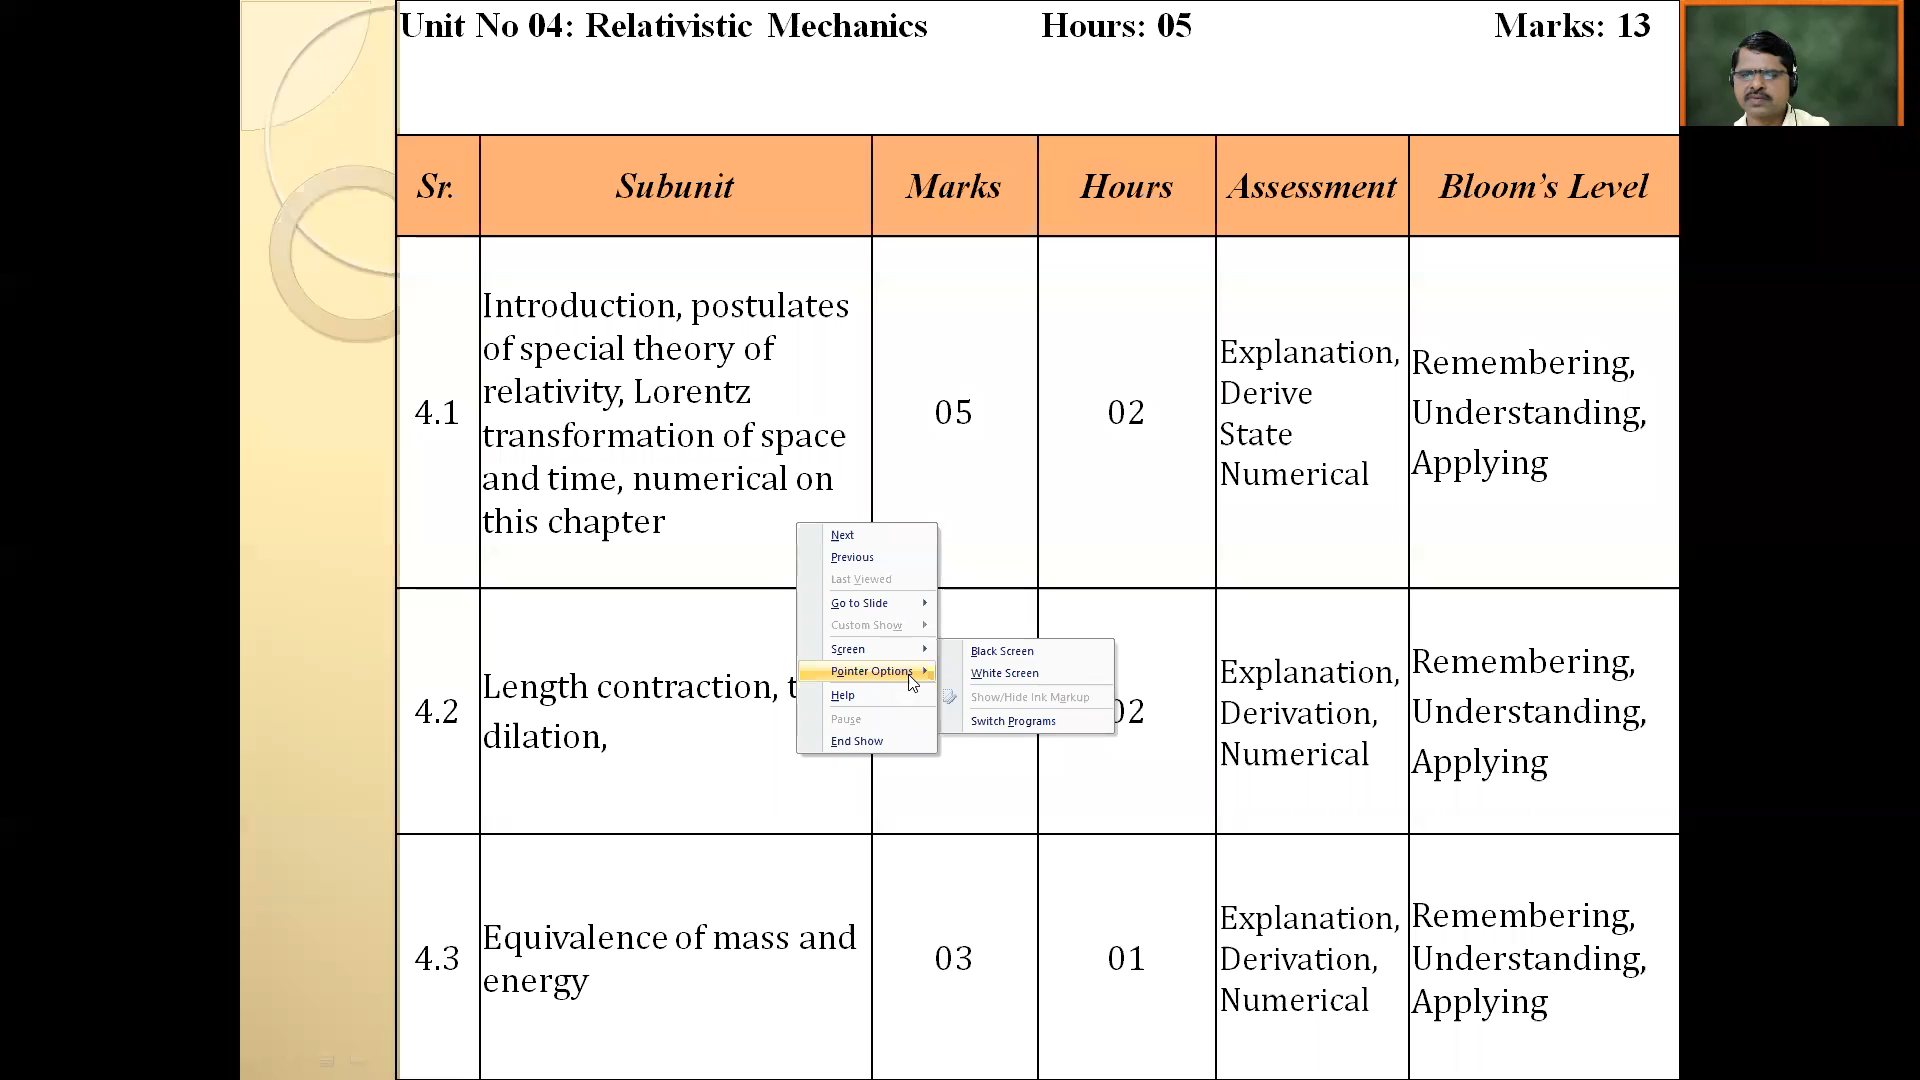 Unit No 04: Relativistic Mechanics Hours: 05 Marks: 13
Sr. Subunit Marks Hours Assessment Bloom’s Level
4.1
Introduction, postulates
of special theory of
relativity, Lorentz
transformation of space
and time, numerical on
this chapter
05
02
Explanation,
Derive
State
Numerical
Remembering,
Understanding,
Applying
4.2
Length contraction,
dilation,
02
Explanation,
Derivation,
Numerical
Remembering,
Understanding,
Applying
4.3
Equivalence of mass and
energy
03
01
Explanation,
Derivation,
Numerical
Remembering,
Understanding,
Applying
Next
Previous
Last Viewed
Go to Slide
Custom Show
Screen
Pointer Options
Help
Pause
End Show
Black Screen
White Screen
Show/Hide Ink Markup
Switch Programs